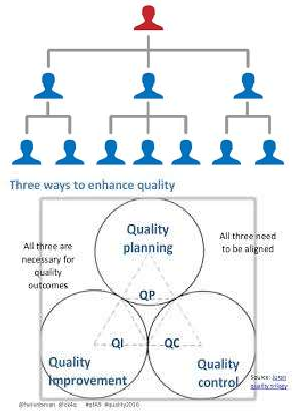 Three ways to enhance quality
Quality
planning
All three are
necessary for
quality
outcomes
All three need
to be aligned
QP
QI
QC
Quality
improvement
Quality
control
Source: